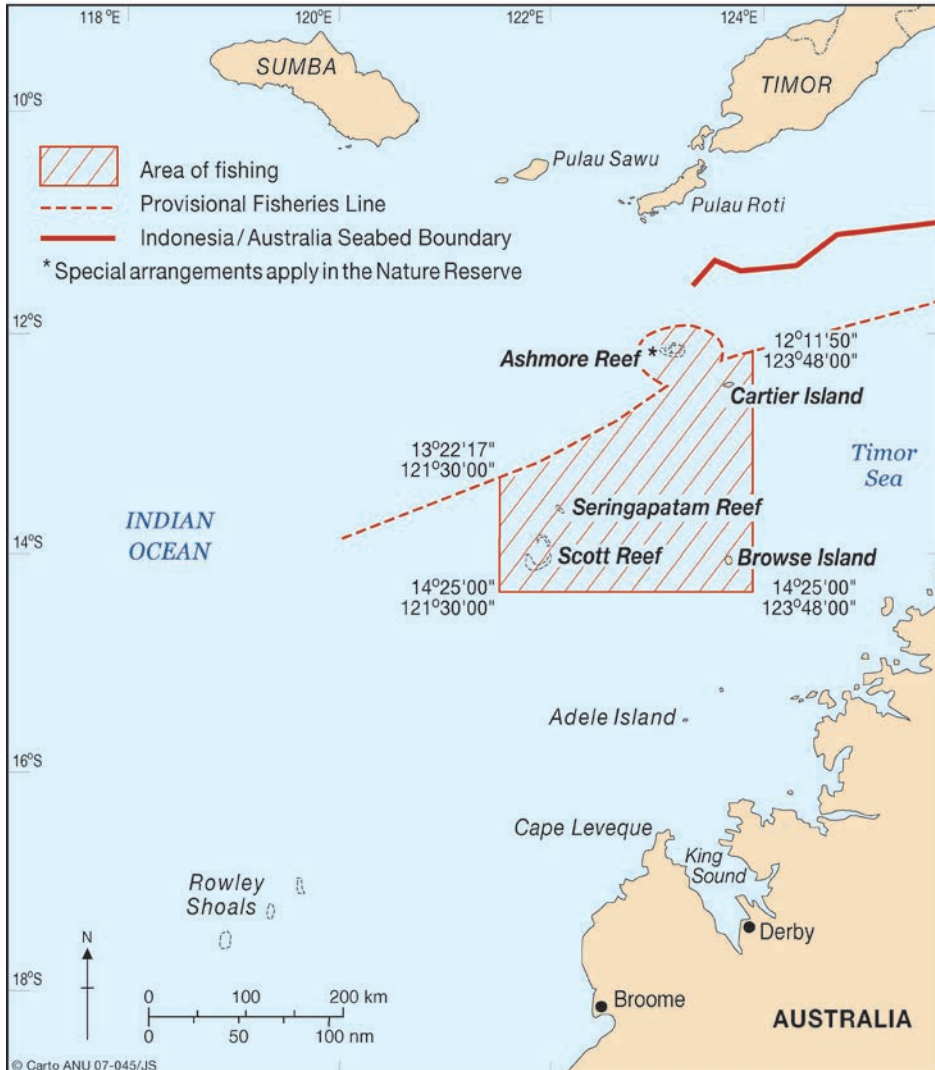 118°E
120°E
122°E
124°E
SUMBA
TIMOR
10°S
Pulau Sawu
Pulau Roti
Area of fishing
Provisional Fisheries Line
Indonesia/Australia Seabed Boundary
* Special arrangements apply in the Nature Reserve
12°S
Ashmore Reef *
12°11'50"
123°48'00"
Cartier Island
13°22'17"
121°30'00"
Timor
Sea
INDIAN
OCEAN
Seringapatam Reef
14°S
Scott Reef
Browse Island
14°25'00"
121°30'00"
14°25'00"
123°48'00"
Adele Island
16°S
Cape Leveque
King
Sound
Rowley
Shoals
Derby
N
18°S
0 100 200 km
0 50 100 nm
Broome
AUSTRALIA
© Carto ANU 07-045/JS